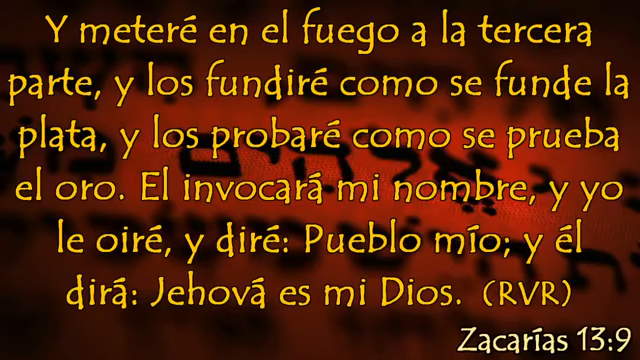 Y meteré en el fuego a la tercera
parte, y los fundiré como se funde la
plata, y los probaré como se prueba
el oro. El invocará mi nombre, y yo
le oiré, y diré: Pueblo mío; y él
dirá: Jehová es mi Dios. (RVR)
Zacarías 13:9